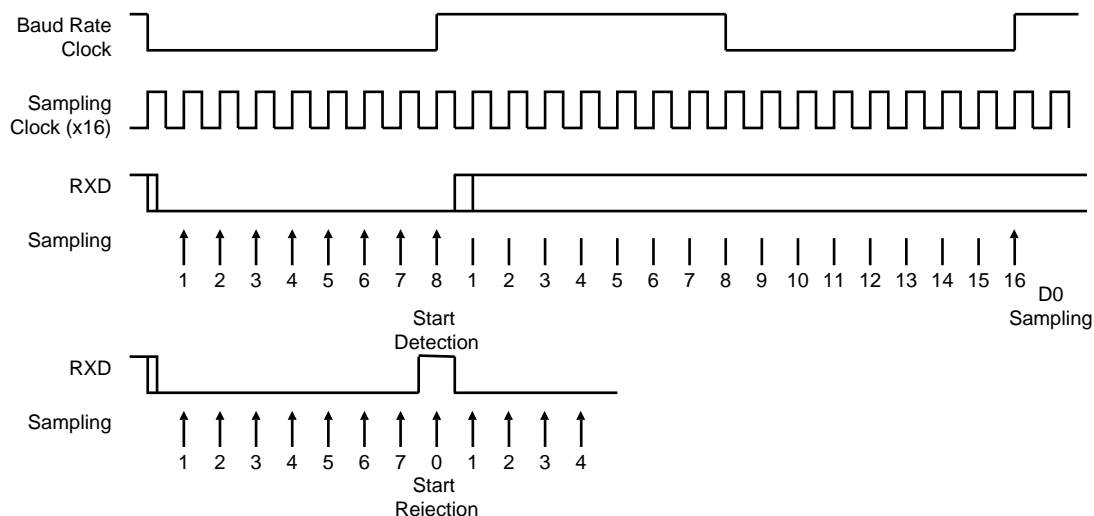 Baud Rate
Clock
Sampling
Clock (x16)
RXD
Sampling
1 2 3 4 5 6 7 8 1 2 3 4 5 6 7 8 9 10 11 12 13 14 15 16
D0
Sampling
Start
Detection
RXD
Sampling
1 2 3 4 5 6 7 0 1 2 3 4
Start
Rejection